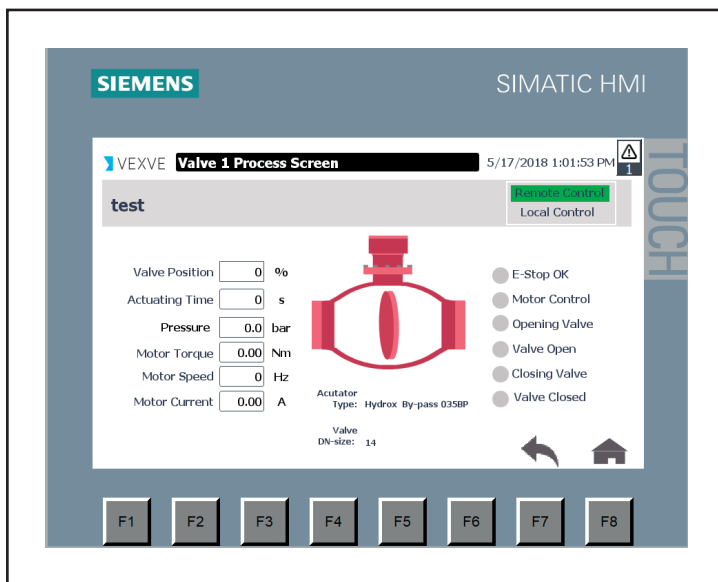 SIEMENS
SIMATIC HMI
TOUCH
VEXVE
Valve 1 Process Screen
5/17/2018 1:01:53 PM
1
test
Remote Control
Local Control
Valve Position 0 %
Actuating Time 0 s
Pressure 0.0 bar
Motor Torque 0.00 Nm
Motor Speed 0 Hz
Motor Current 0.00 A
Acutator
Type: Hydrox By-pass 035BP
Valve
DN-size: 14
E-Stop OK
Motor Control
Opening Valve
Valve Open
Closing Valve
Valve Closed
F1 F2 F3 F4 F5 F6 F7 F8